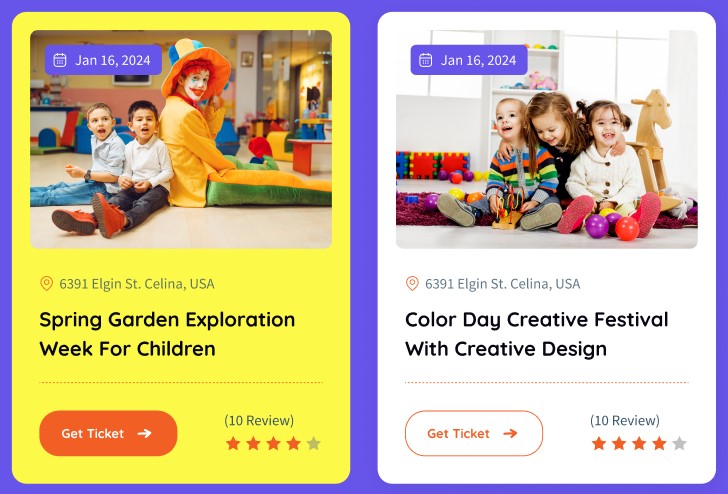 Jan 16, 2024
6391 Elgin St. Celina, USA
Spring Garden Exploration
Week For Children
Get Ticket
(10 Review)
Jan 16, 2024
6391 Elgin St. Celina, USA
Color Day Creative Festival
With Creative Design
Get Ticket
(10 Review)